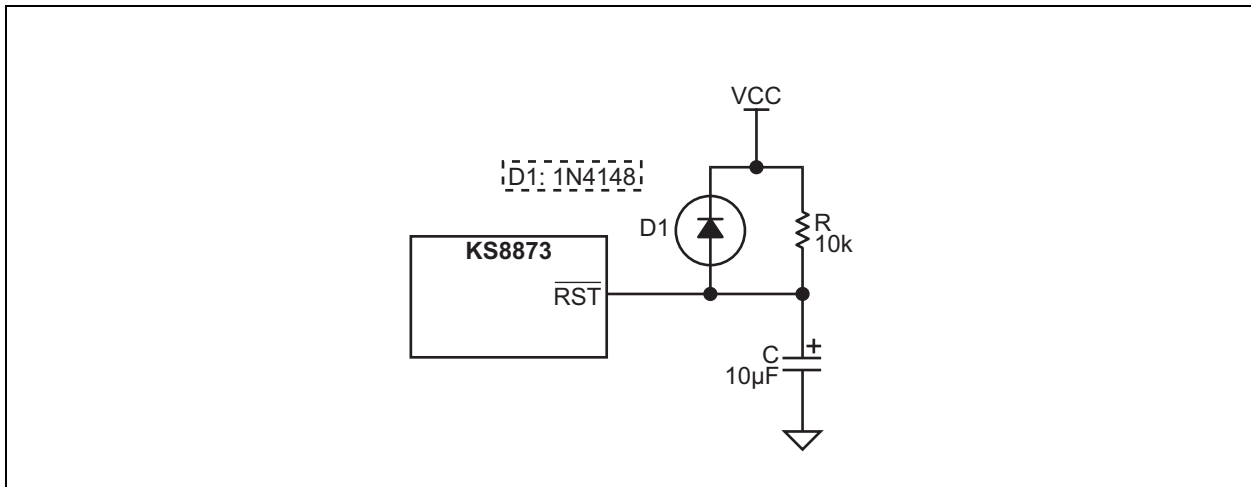 VCC
D1: 1N4148
D1
R
10k
KS8873
RST
+
C
10µF